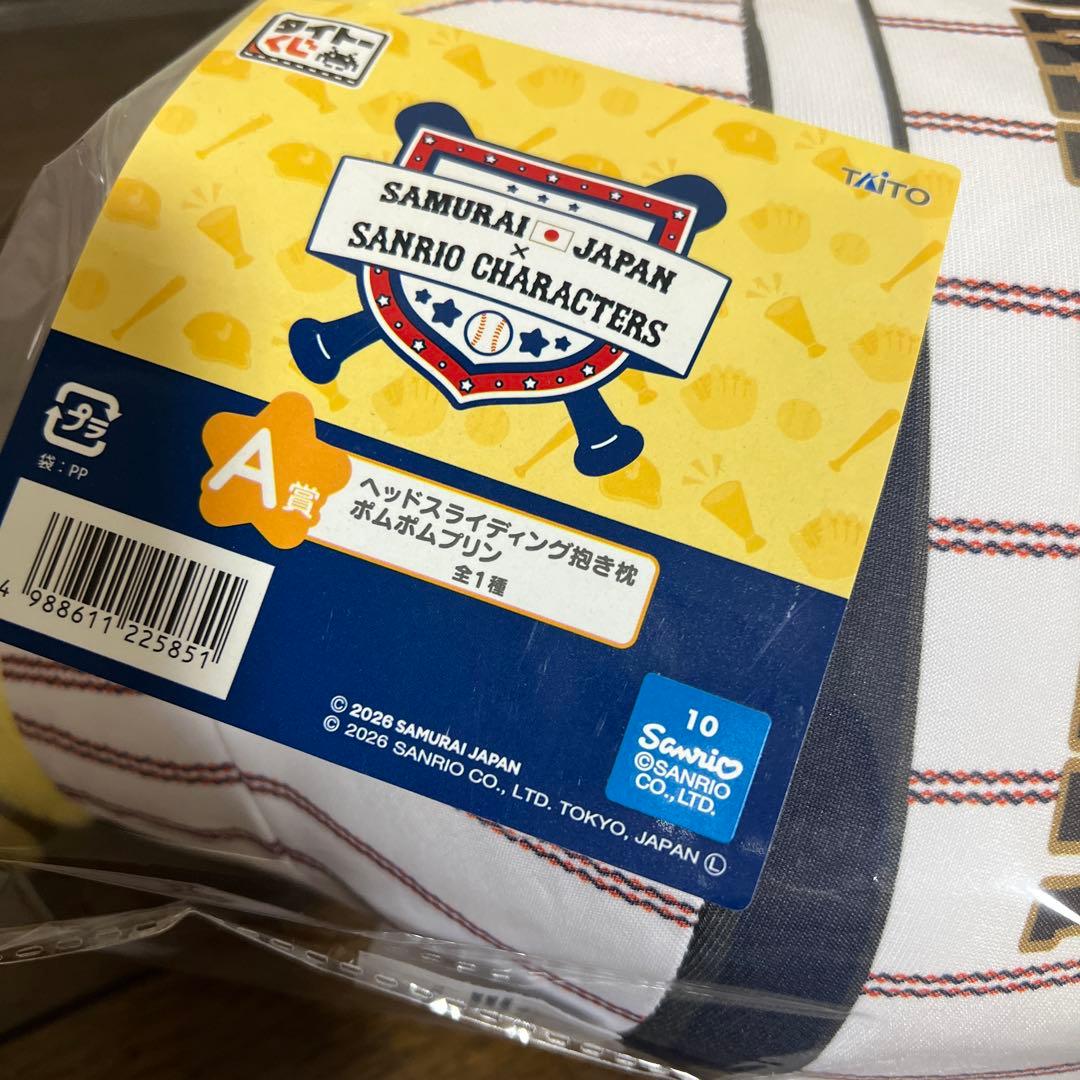 タイトー
くじ
TAITO
SAMURAI JAPAN
×
SANRIO CHARACTERS
プラ
袋：PP
A賞
ヘッドスライディング抱き枕
ポムポムプリン
全1種
4 988611 225851
© 2026 SAMURAI JAPAN
© 2026 SANRIO CO., LTD. TOKYO, JAPAN Ⓛ
10
Sanrio
©SANRIO
CO.,LTD.